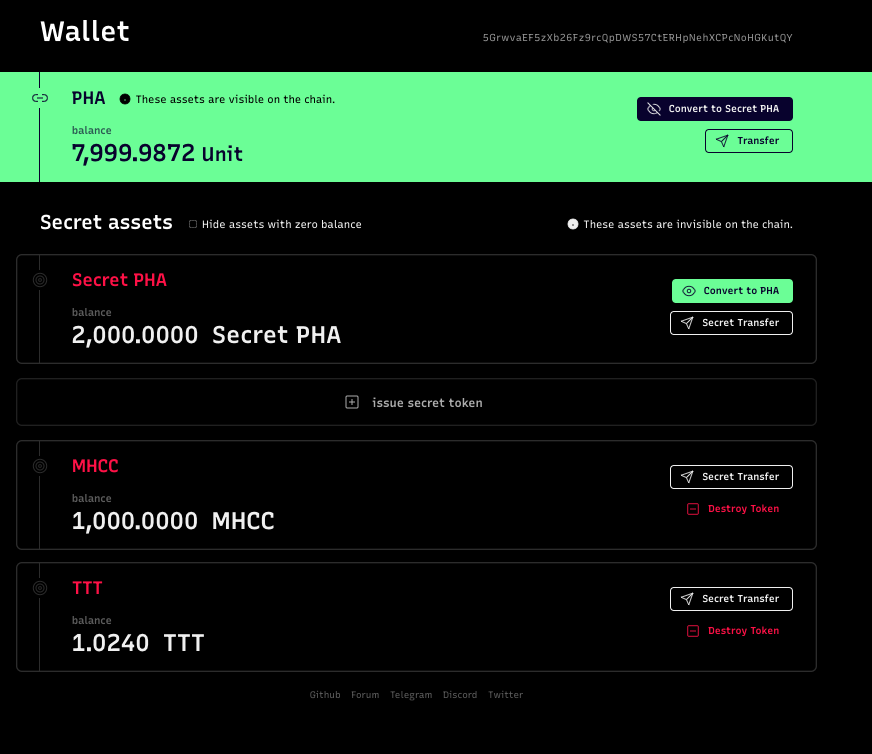 Wallet
5GrwvaEF5zXb26Fz9rcQpDWS57CtERHpNehXCPcNoHGKutQY
PHA These assets are visible on the chain.
Convert to Secret PHA
balance
7,999.9872 Unit
Transfer
Secret assets Hide assets with zero balance These assets are invisible on the chain.
Secret PHA
Convert to PHA
balance
2,000.0000 Secret PHA
Secret Transfer
issue secret token
MHCC
Secret Transfer
balance
1,000.0000 MHCC
Destroy Token
TTT
Secret Transfer
balance
1.0240 TTT
Destroy Token
Github Forum Telegram Discord Twitter